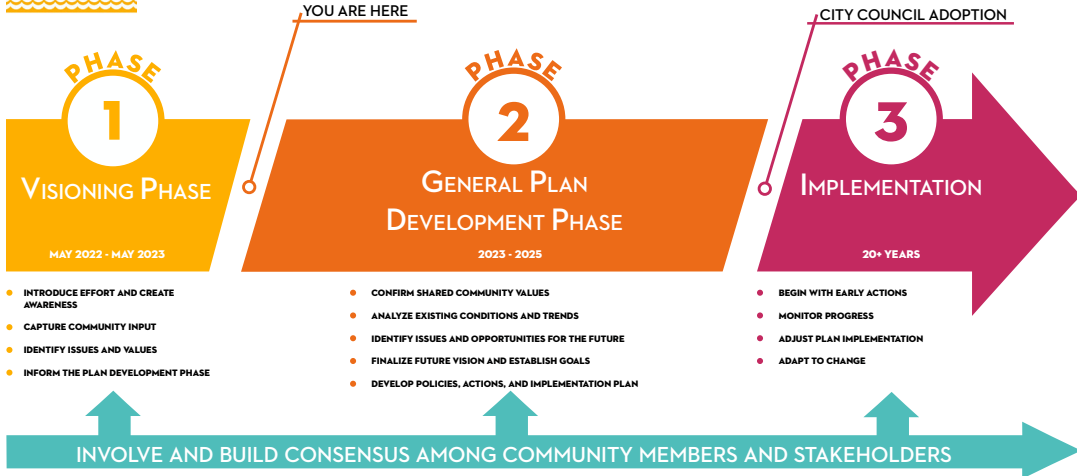 YOU ARE HERE
CITY COUNCIL ADOPTION
PHASE
1
VISIONING PHASE
MAY 2022 - MAY 2023
INTRODUCE EFFORT AND CREATE
AWARENESS
CAPTURE COMMUNITY INPUT
IDENTIFY ISSUES AND VALUES
INFORM THE PLAN DEVELOPMENT PHASE
PHASE
2
GENERAL PLAN
DEVELOPMENT PHASE
2023 - 2025
CONFIRM SHARED COMMUNITY VALUES
ANALYZE EXISTING CONDITIONS AND TRENDS
IDENTIFY ISSUES AND OPPORTUNITIES FOR THE FUTURE
FINALIZE FUTURE VISION AND ESTABLISH GOALS
DEVELOP POLICIES, ACTIONS, AND IMPLEMENTATION PLAN
PHASE
3
IMPLEMENTATION
20+ YEARS
BEGIN WITH EARLY ACTIONS
MONITOR PROGRESS
ADJUST PLAN IMPLEMENTATION
ADAPT TO CHANGE
INVOLVE AND BUILD CONSENSUS AMONG COMMUNITY MEMBERS AND STAKEHOLDERS